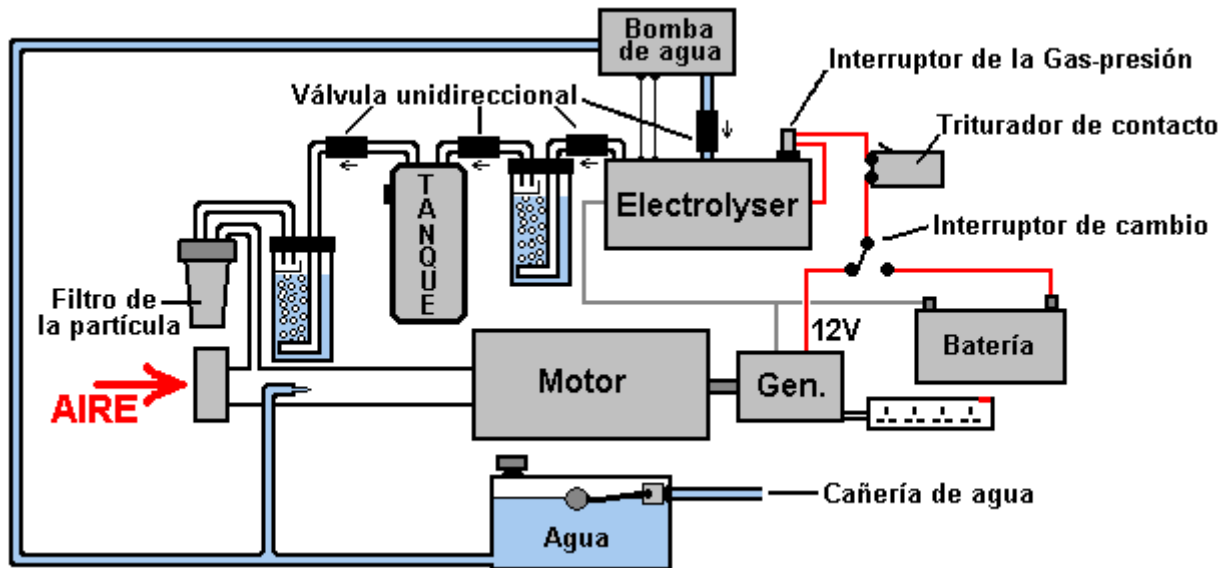 Bomba
de agua
Interruptor de la Gas-presión
Válvula unidireccional
Triturador de contacto
TANQUE
Electrolyser
Interruptor de cambio
Filtro de
la partícula
12V
Batería
Motor
Gen.
AIRE
Cañería de agua
Agua